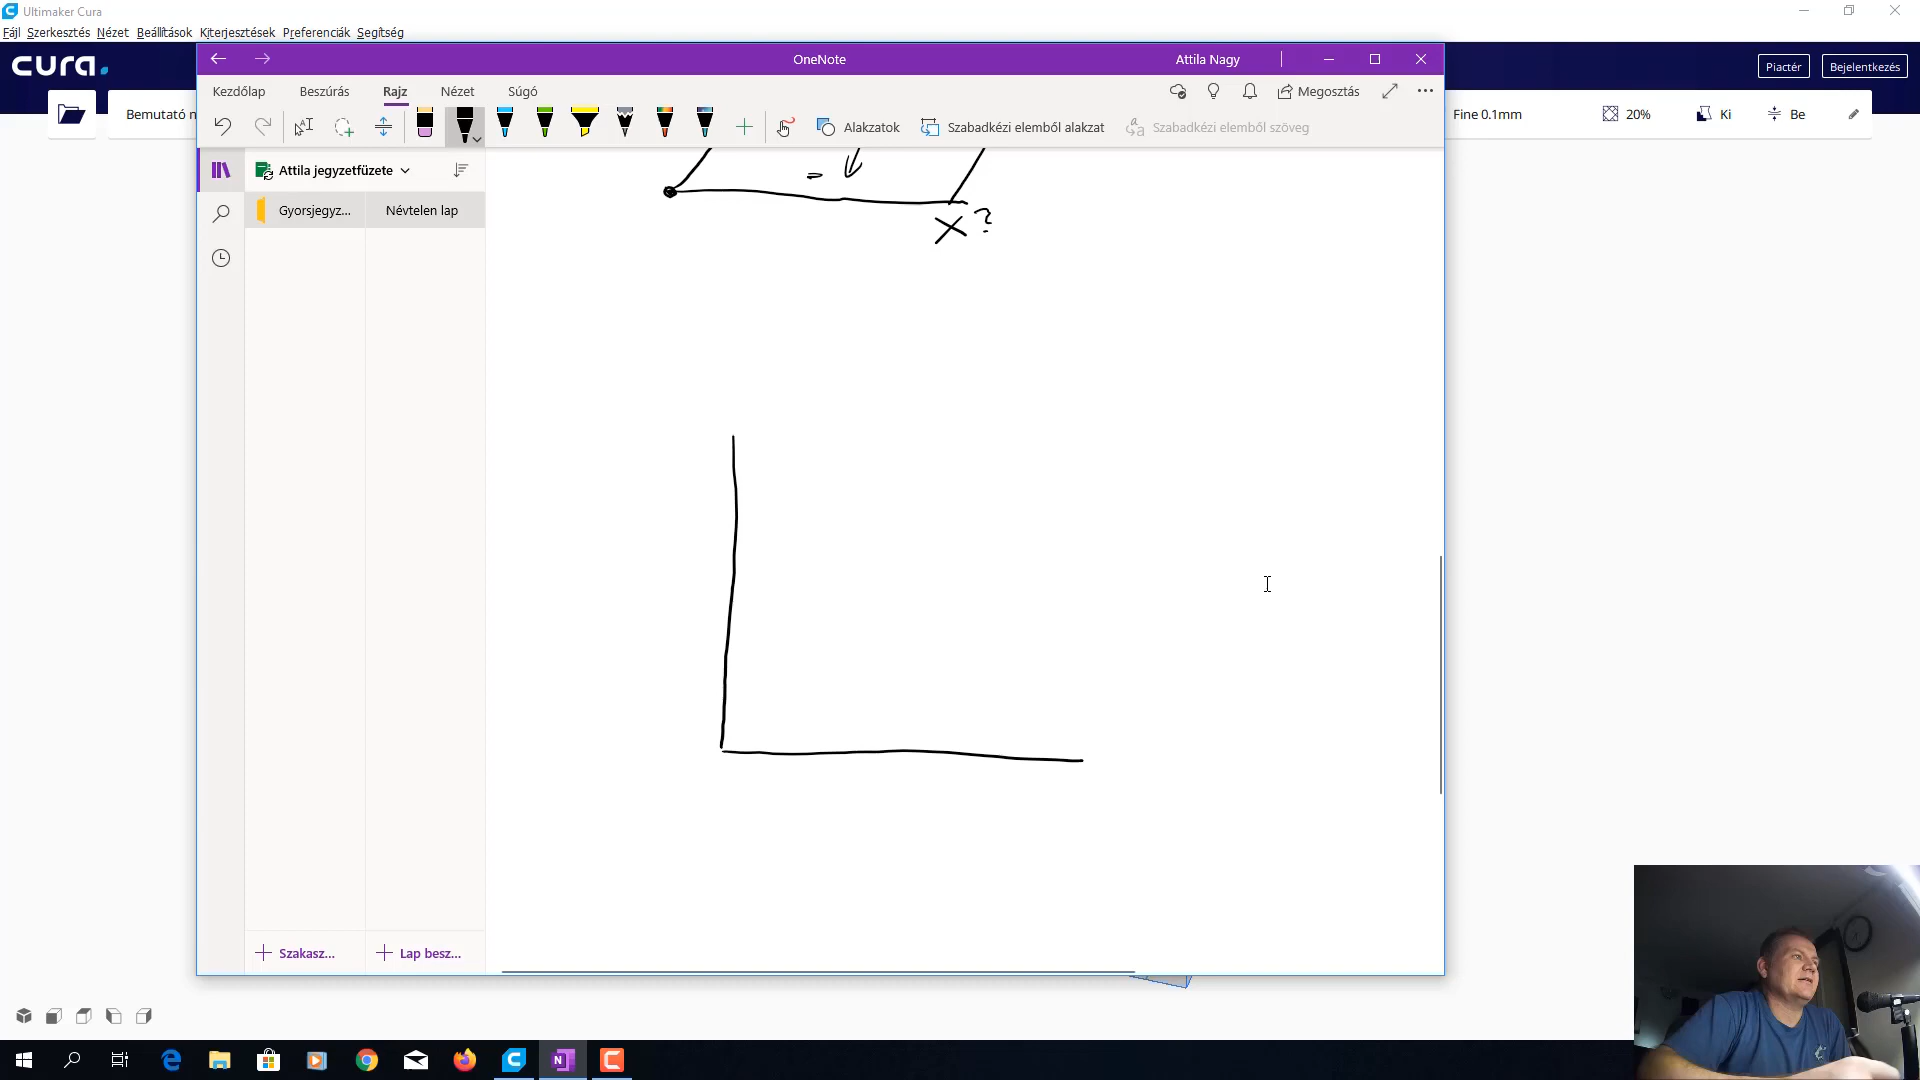 Ultimaker Cura
Fájl Szerkesztés Nézet Beállítások Kiterjesztések Preferenciák Segítség
cura.
Piactér
Bejelentkezés
OneNote
Attila Nagy
Kezdőlap
Beszúrás
Rajz
Nézet
Súgó
Megosztás
Bemutató n
Alakzatok
Szabadkézi elemből alakzat
Szabadkézi elemből szöveg
Fine 0.1mm
20%
Ki
Be
Attila jegyzetfüzete
Gyorsjegyz...
Névtelen lap
=
X?
Szakasz...
Lap besz...